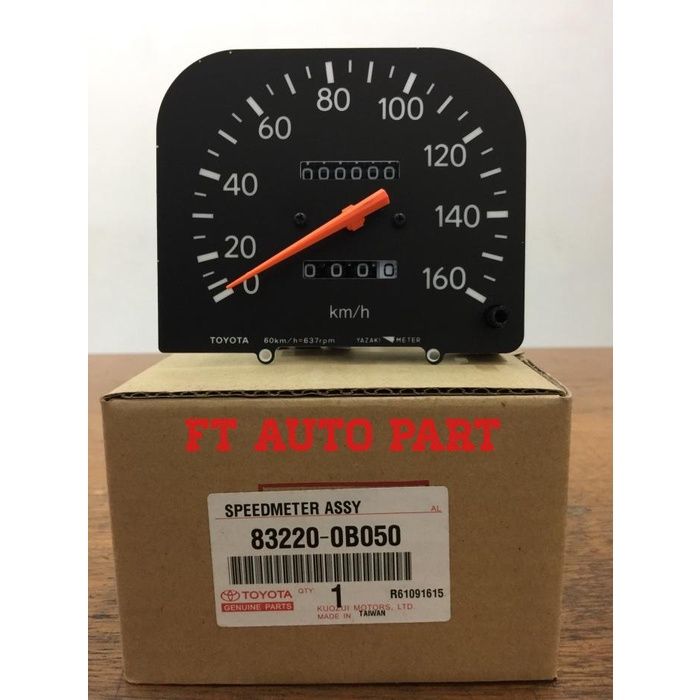 80
100
60
120
40
140
20
160
0
000000
0000
km/h
TOYOTA 60km/h=637rpm YAZAKI METER
FT AUTO PART
SPEEDMETER ASSY AL
83220-0B050
TOYOTA QTY. 1 R61091615
GENUINE PARTS KUOZUI MOTORS, LTD.
MADE IN TAIWAN